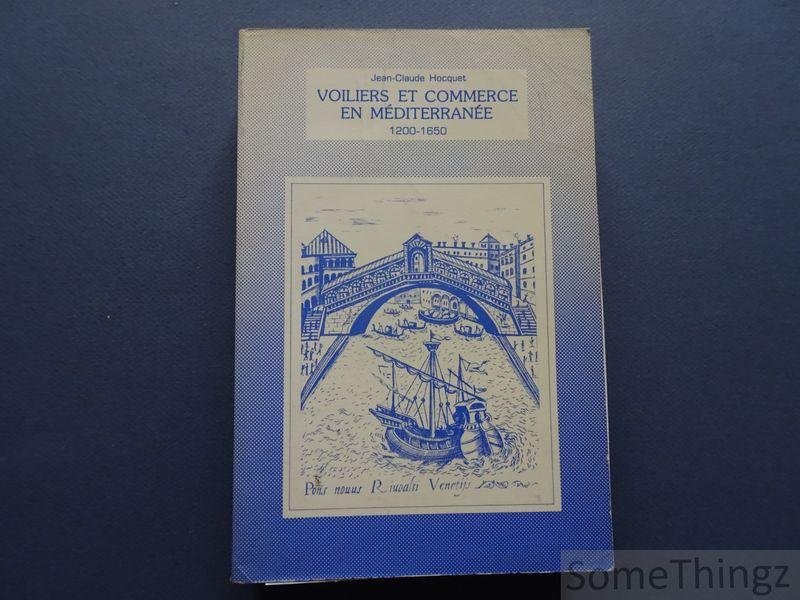 Jean-Claude Hocquet
VOILIERS ET COMMERCE
EN MÉDITERRANÉE
1200-1650
Pons nouus Riuoalti Venetijs
SomeThingz